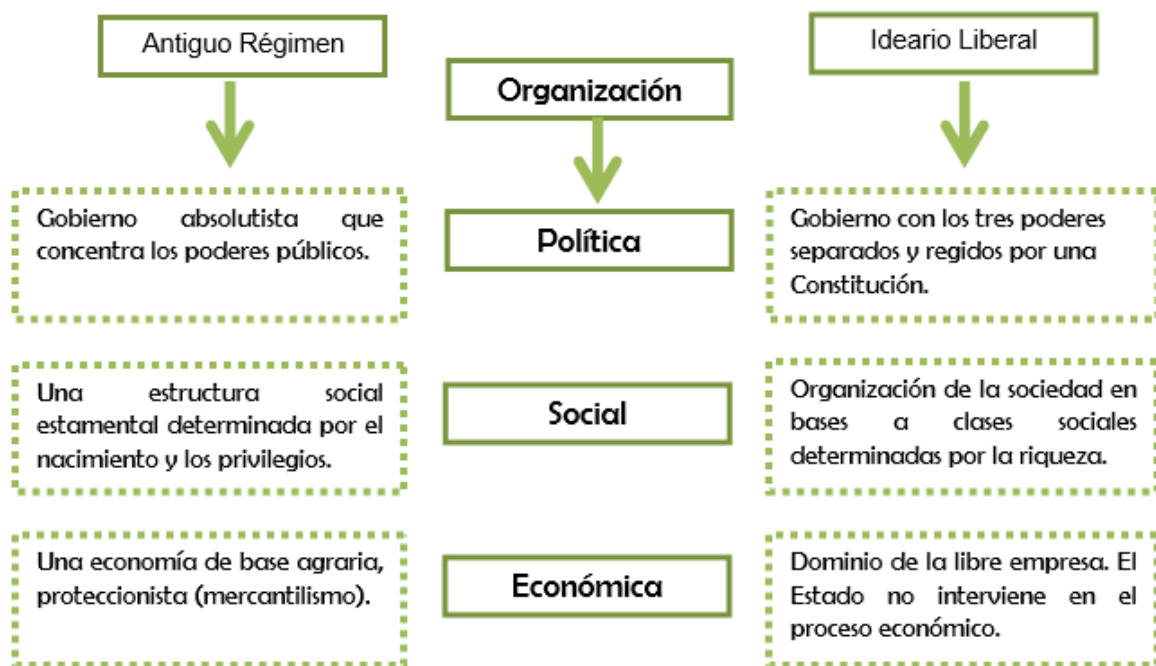 Antiguo Régimen
Organización
Ideario Liberal
Gobierno absolutista que
concentra los poderes públicos.
Política
Gobierno con los tres poderes
separados y regidos por una
Constitución.
Una estructura social
estamental determinada por el
nacimiento y los privilegios.
Social
Organización de la sociedad en
bases a clases sociales
determinadas por la riqueza.
Una economía de base agraria,
proteccionista (mercantilismo).
Económica
Dominio de la libre empresa. El
Estado no interviene en el
proceso económico.